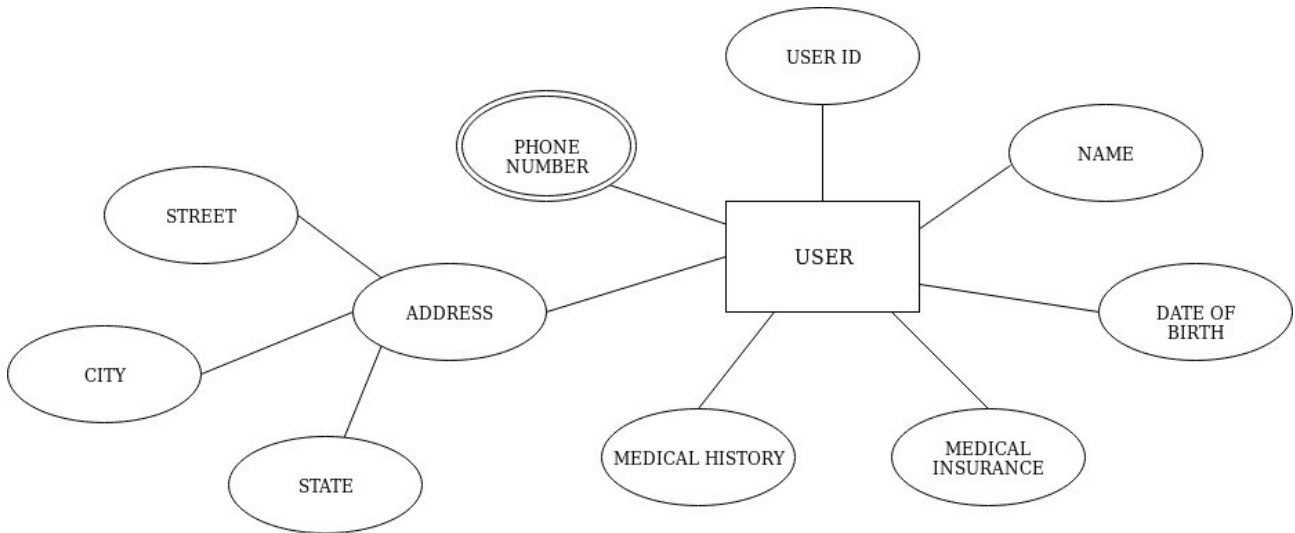 USER ID
PHONE
NUMBER
NAME
STREET
USER
ADDRESS
DATE OF
BIRTH
CITY
MEDICAL HISTORY
MEDICAL
INSURANCE
STATE